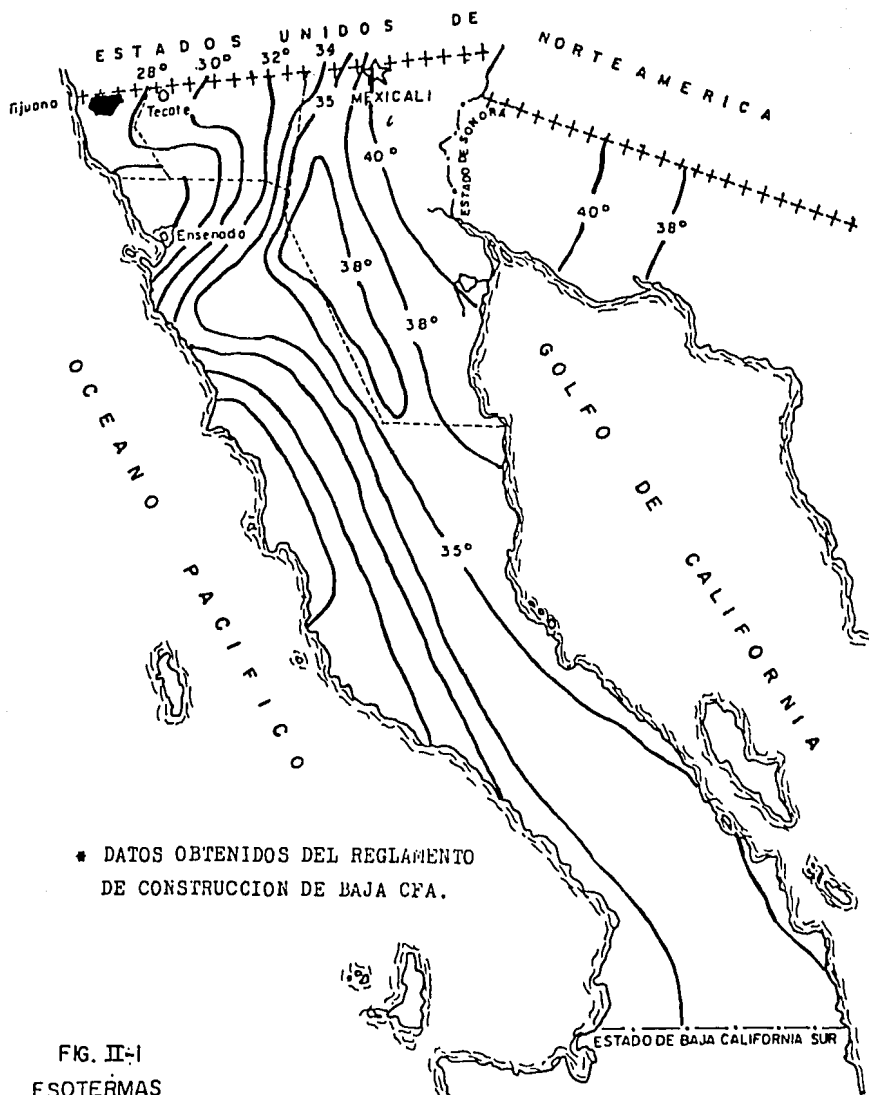 ESTADOS UNIDOS DE
NORTEAMERICA
28°
30°
32°
34
Tijuana
Tecate
35
MEXICALI
40°
ESTADO DE SONORA
40°
38°
Ensenada
38°
38°
GOLFO DE CALIFORNIA
OCEANO PACIFICO
35°
* DATOS OBTENIDOS DEL REGLAMENTO
DE CONSTRUCCION DE BAJA CFA.
ESTADO DE BAJA CALIFORNIA SUR
FIG. II-1
ESOTERMAS